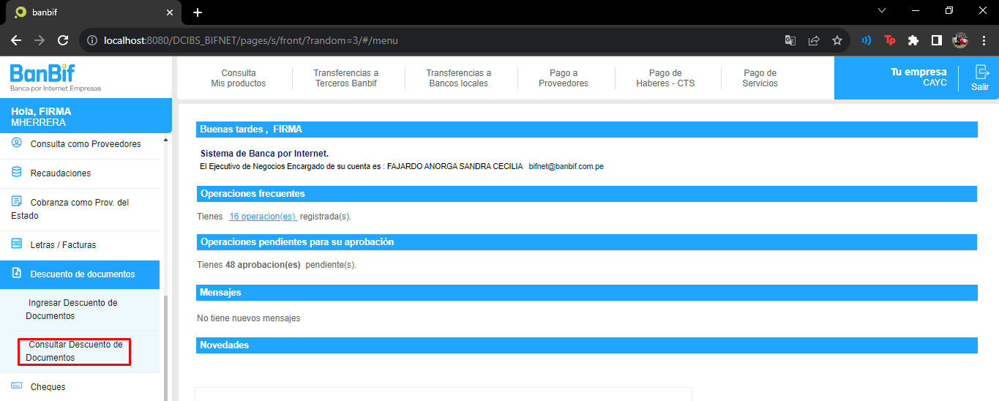 banbif
localhost:8080/DCIBS_BIFNET/pages/s/front/?random=3/#/menu
BanBif
Banca por Internet Empresas
Consulta
Mis productos
Transferencias a
Terceros Banbif
Transferencias a
Bancos locales
Pago a
Proveedores
Pago de
Haberes - CTS
Pago de
Servicios
Tu empresa
CAYC
Salir
Hola, FIRMA
MHERRERA
Consulta como Proveedores
Recaudaciones
Cobranza como Prov. del
Estado
Letras / Facturas
Descuento de documentos
Ingresar Descuento de
Documentos
Consultar Descuento de
Documentos
Cheques
Buenas tardes , FIRMA
Sistema de Banca por Internet.
El Ejecutivo de Negocios Encargado de su cuenta es : FAJARDO ANORGA SANDRA CECILIA bifnet@banbif.com.pe
Operaciones frecuentes
Tienes 16 operacion(es) registrada(s).
Operaciones pendientes para su aprobación
Tienes 48 aprobacion(es) pendiente(s).
Mensajes
No tiene nuevos mensajes
Novedades